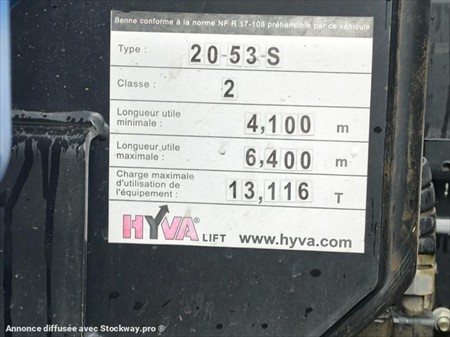 Benne conforme à la norme NF R 17-108 préhensible par ce véhicule
Type : 20-53-S
Classe : 2
Longueur utile
minimale : 4,100 m
Longueur utile
maximale : 6,400 m
Charge maximale
d'utilisation de
l'équipement : 13,116 T
HYVA® LIFT www.hyva.com
Annonce diffusée avec Stockway.pro ®